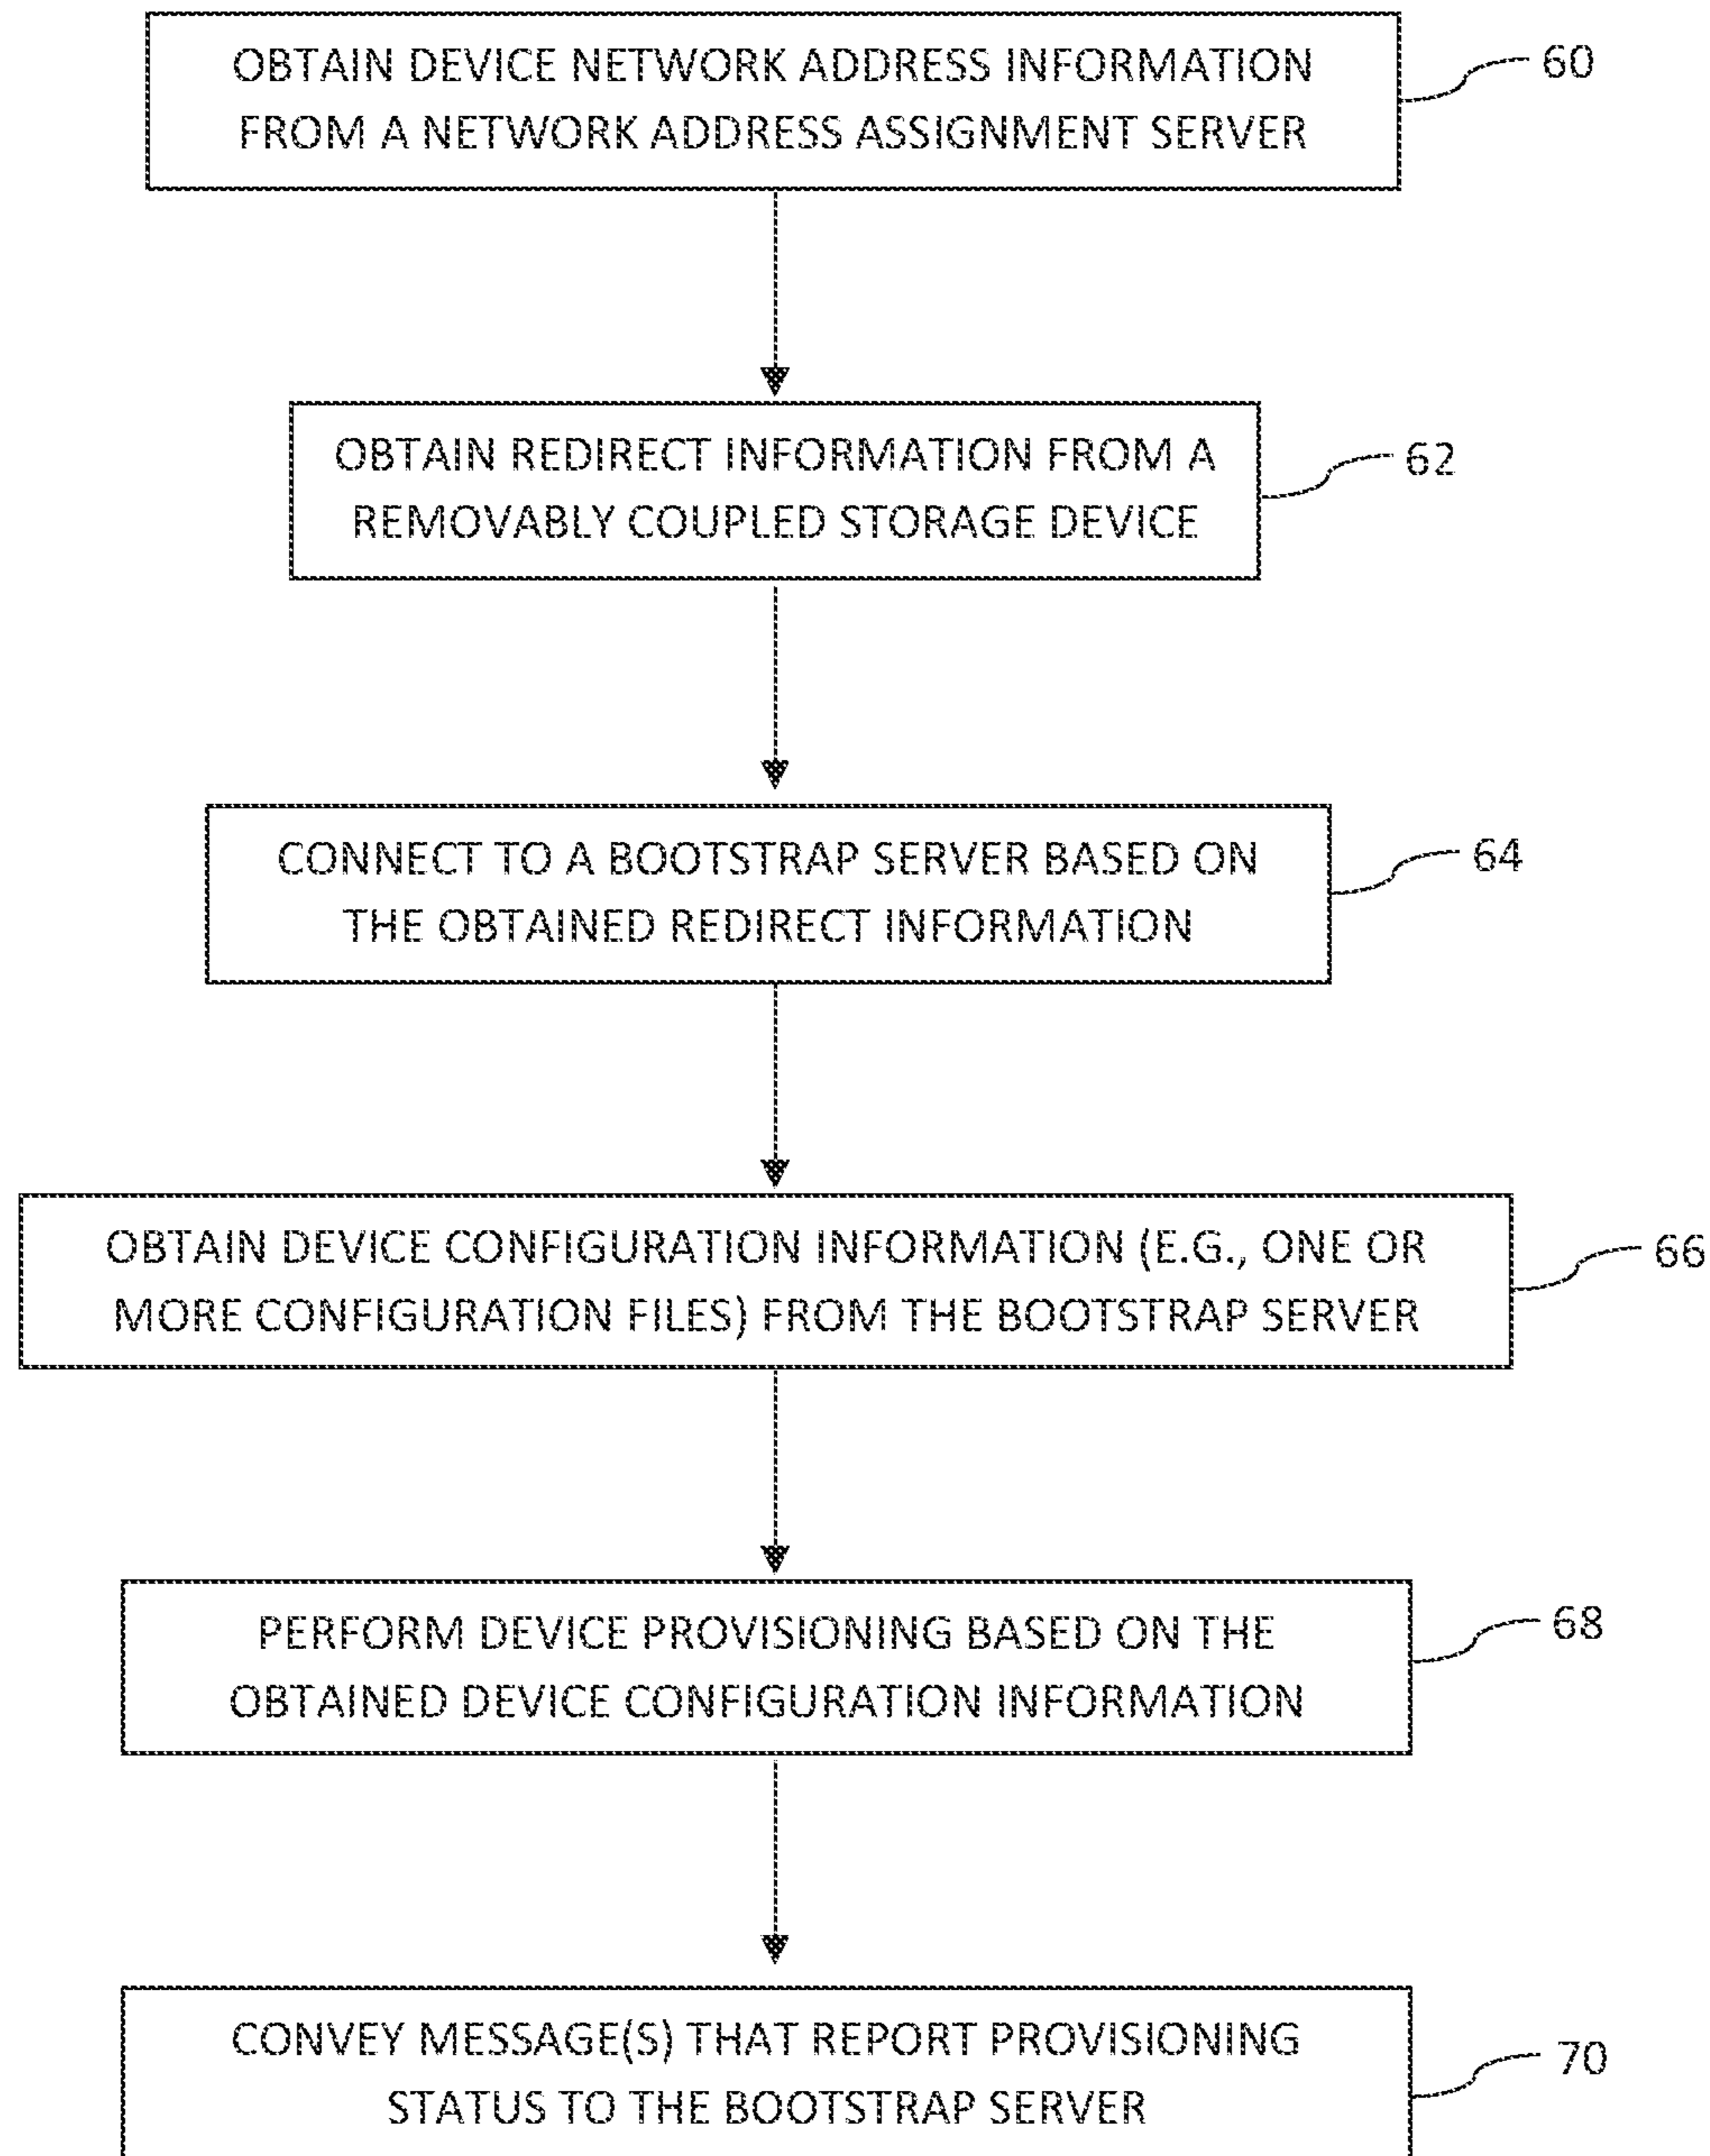 OBTAIN DEVICE NETWORK ADDRESS INFORMATION
FROM A NETWORK ADDRESS ASSIGNMENT SERVER
60
OBTAIN REDIRECT INFORMATION FROM A
REMOVABLY COUPLED STORAGE DEVICE
62
CONNECT TO A BOOTSTRAP SERVER BASED ON
THE OBTAINED REDIRECT INFORMATION
64
OBTAIN DEVICE CONFIGURATION INFORMATION (E.G., ONE OR
MORE CONFIGURATION FILES) FROM THE BOOTSTRAP SERVER
66
PERFORM DEVICE PROVISIONING BASED ON THE
OBTAINED DEVICE CONFIGURATION INFORMATION
68
CONVEY MESSAGE(S) THAT REPORT PROVISIONING
STATUS TO THE BOOTSTRAP SERVER
70